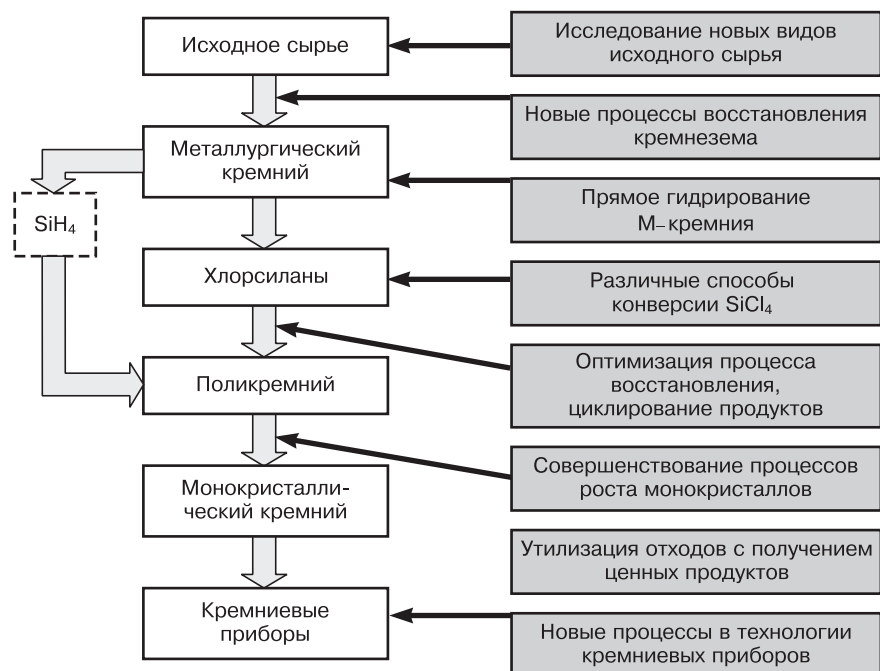 Исходное сырье
Металлургический
кремний
SiH₄
Хлорсиланы
Поликремний
Монокристалли-
ческий кремний
Кремниевые
приборы
Исследование новых видов
исходного сырья
Новые процессы восстановления
кремнезема
Прямое гидрирование
М–кремния
Различные способы
конверсии SiCl₄
Оптимизация процесса
восстановления,
циклирование продуктов
Совершенствование процессов
роста монокристаллов
Утилизация отходов с получением
ценных продуктов
Новые процессы в технологии
кремниевых приборов